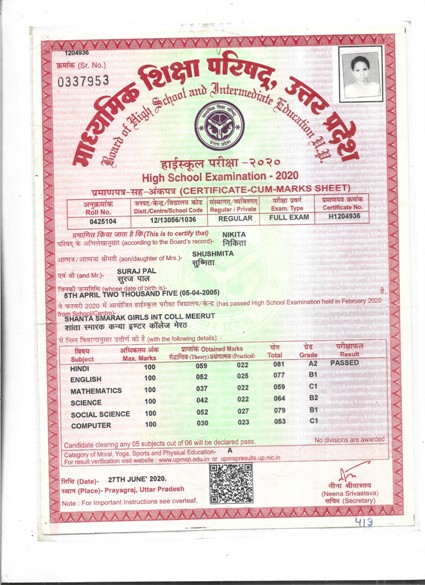 1204936
क्रमांक (Sr. No.)
0337953
माध्यमिक शिक्षा परिषद, उत्तर प्रदेश
Board of High School and Intermediate Education U.P.
हाईस्कूल परीक्षा -२०२०
High School Examination - 2020
प्रमाणपत्र-सह-अंकपत्र (CERTIFICATE-CUM-MARKS SHEET)
अनुक्रमांक जनपद/केन्द्र/विद्यालय कोड संस्थागत/व्यक्तिगत परीक्षा प्रवर्ग प्रमाणपत्र क्रमांक
Roll No. Distt./Centre/School Code Regular / Private Exam. Type Certificate No.
0425104 12/13056/1036 REGULAR FULL EXAM H1204936
प्रमाणित किया जाता है कि(This is to certify that) NIKITA
परिषद के अभिलेखानुसार (according to the Board's record)- निकिता
आत्मज / आत्मजा श्रीमती (son/daughter of Mrs.)- SHUSHMITA
सुष्मिता
एवं श्री (and Mr.)- SURAJ PAL
सूरज पाल
जिनकी जन्मतिथि (whose date of birth is)-
5TH APRIL TWO THOUSAND FIVE (05-04-2005)
ने फरवरी 2020 में आयोजित हाईस्कूल परीक्षा विद्यालय/केन्द्र (has passed High School Examination held in February 2020
from School/Centre)-
SHANTA SMARAK GIRLS INT COLL MEERUT
शांता स्मारक कन्या इण्टर कॉलेज मेरठ
से निम्न विवरणानुसार उत्तीर्ण की है (with the following details) :-
विषय अधिकतम अंक प्राप्तांक Obtained Marks योग ग्रेड परीक्षाफल
Subject Max. Marks सैद्धान्तिक (Theory) प्रयोगात्मक (Practical) Total Grade Result
HINDI 100 059 022 081 A2 PASSED
ENGLISH 100 052 025 077 B1
MATHEMATICS 100 037 022 059 C1
SCIENCE 100 042 022 064 B2
SOCIAL SCIENCE 100 052 027 079 B1
COMPUTER 100 030 023 053 C1
Candidate clearing any 05 subjects out of 06 will be declared pass. No divisions are awarded
Category of Moral, Yoga, Sports and Physical Education- A
For result verification visit website : www.upmsp.edu.in or upmspresults.up.nic.in
तिथि (Date)- 27TH JUNE' 2020.
स्थान (Place)- Prayagraj, Uttar Pradesh
Note : For Important Instructions see overleaf.
नीना श्रीवास्तव
(Neena Srivastava)
सचिव (Secretary)